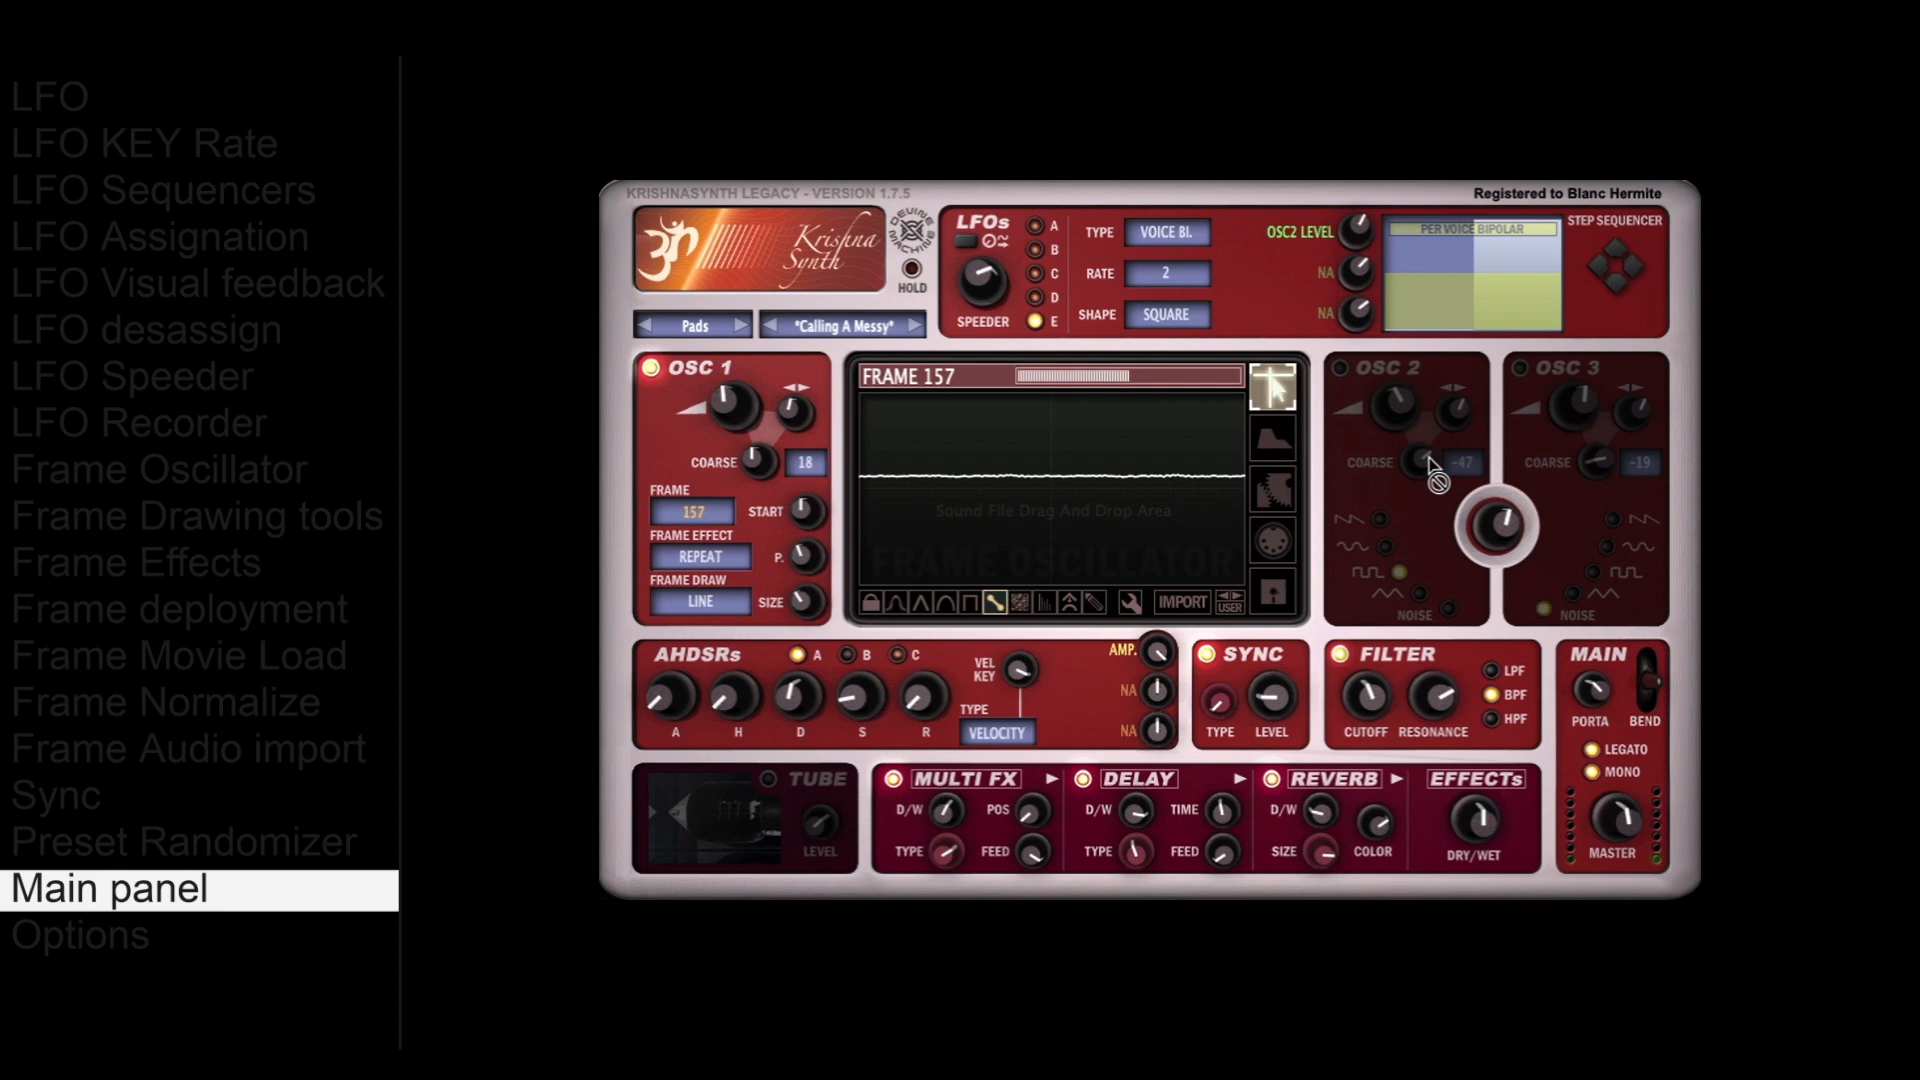 LFO
LFO KEY Rate
LFO Sequencers
LFO Assignation
LFO Visual feedback
LFO desassign
LFO Speeder
LFO Recorder
Frame Oscillator
Frame Drawing tools
Frame Effects
Frame deployment
Frame Movie Load
Frame Normalize
Frame Audio import
Sync
Preset Randomizer
Main panel
Options
KRISHNASYNTH LEGACY - VERSION 1.7.5
Registered to Blanc Hermite
Krishna
Synth
DEVINE MACHINE
HOLD
Pads
*Calling A Messy*
LFOs
SPEEDER
A
B
C
D
E
TYPE VOICE BI.
RATE 2
SHAPE SQUARE
OSC2 LEVEL
NA
NA
PER VOICE BIPOLAR
STEP SEQUENCER
OSC 1
COARSE 18
FRAME
157 START
FRAME EFFECT
REPEAT P.
FRAME DRAW
LINE SIZE
FRAME 157
Sound File Drag And Drop Area
FRAME OSCILLATOR
IMPORT
USER
OSC 2
COARSE -47
NOISE
OSC 3
COARSE -19
NOISE
AHDSRs
A B C
A H D S R
VEL
KEY
TYPE
VELOCITY
AMP.
NA
NA
SYNC
TYPE LEVEL
FILTER
CUTOFF RESONANCE
LPF
BPF
HPF
MAIN
PORTA BEND
LEGATO
MONO
MASTER
TUBE
LEVEL
MULTI FX
D/W POS
TYPE FEED
DELAY
D/W TIME
TYPE FEED
REVERB
D/W
SIZE COLOR
EFFECTs
DRY/WET